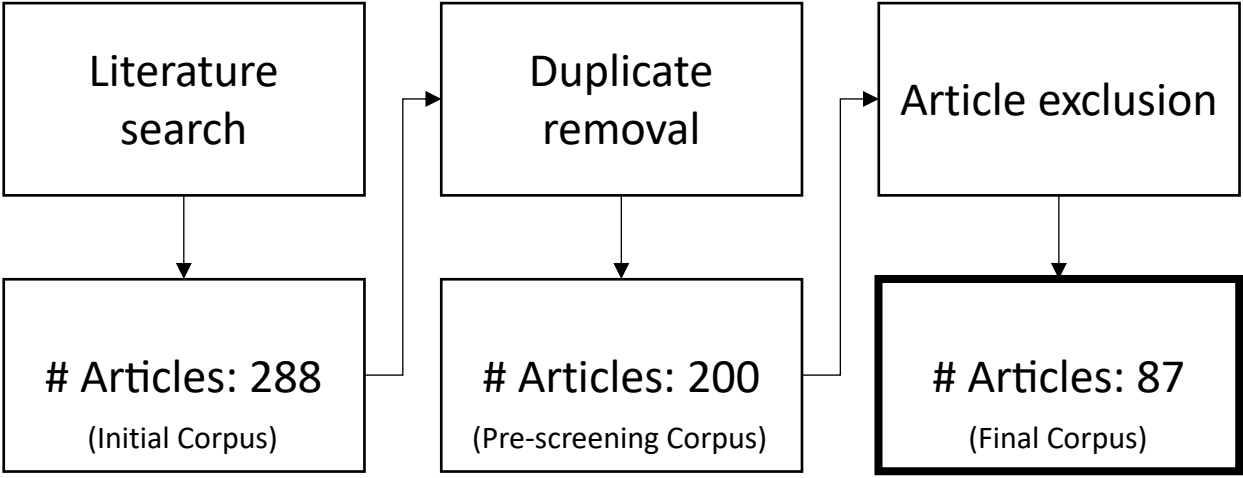 Literature
search
# Articles: 288
(Initial Corpus)
Duplicate
removal
# Articles: 200
(Pre-screening Corpus)
Article exclusion
# Articles: 87
(Final Corpus)